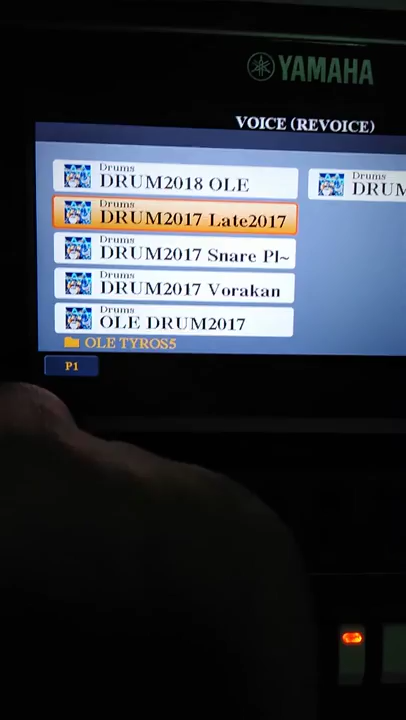 YAMAHA
VOICE (REVOICE)
Drums
DRUM2018 OLE
DRUM
Drums
DRUM2017 Late2017
Drums
DRUM2017 Snare Pl~
Drums
DRUM2017 Vorakan
Drums
OLE DRUM2017
OLE TYROS5
P1